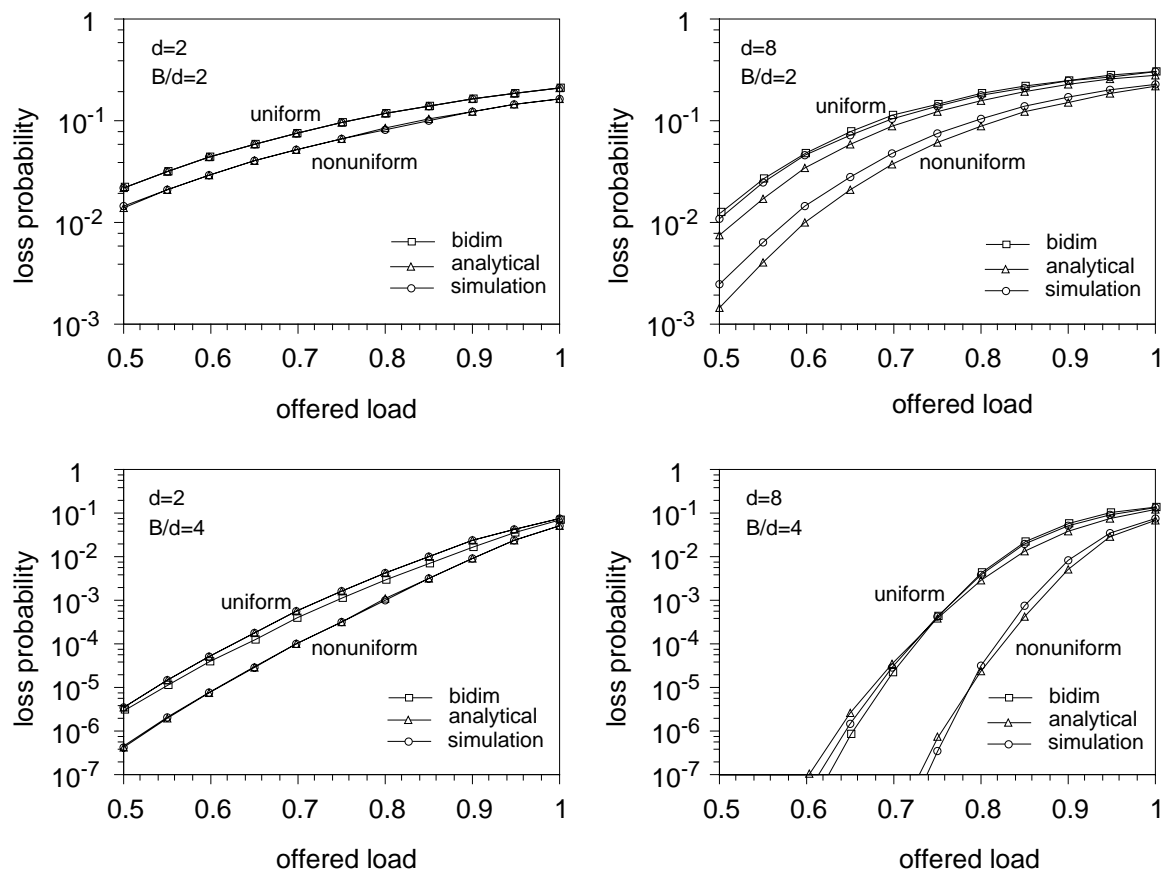 1
d=2
B/d=2
uniform
10-1
nonuniform
loss probability
10-2
bidim
analytical
simulation
10-3
0.5 0.6 0.7 0.8 0.9 1
offered load
1
d=8
B/d=2
uniform
10-1
nonuniform
loss probability
10-2
bidim
analytical
simulation
10-3
0.5 0.6 0.7 0.8 0.9 1
offered load
1
d=2
10-1
B/d=4
10-2
loss probability
uniform
10-3
10-4
nonuniform
10-5
bidim
analytical
10-6
simulation
10-7
0.5 0.6 0.7 0.8 0.9 1
offered load
1
d=8
10-1
B/d=4
10-2
loss probability
uniform
10-3
10-4
nonuniform
10-5
bidim
analytical
10-6
simulation
10-7
0.5 0.6 0.7 0.8 0.9 1
offered load